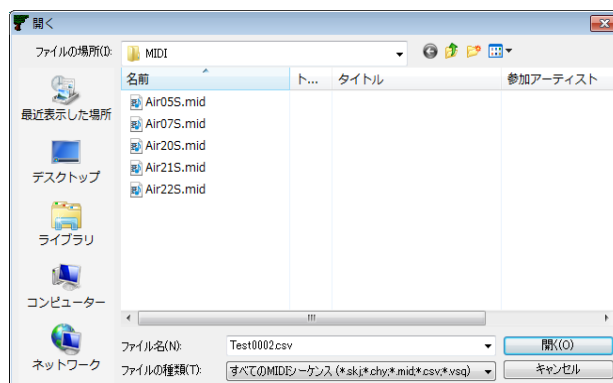 開く
ファイルの場所(I):
MIDI
名前
ト...
タイトル
参加アーティスト
最近表示した場所
デスクトップ
ライブラリ
コンピューター
ネットワーク
Air05S.mid
Air07S.mid
Air20S.mid
Air21S.mid
Air22S.mid
ファイル名(N):
Test0002.csv
開く(O)
ファイルの種類(T):
すべてのMIDIシーケンス (*.skj;*.chy;*.mid;*.csv;*.vsq)
キャンセル